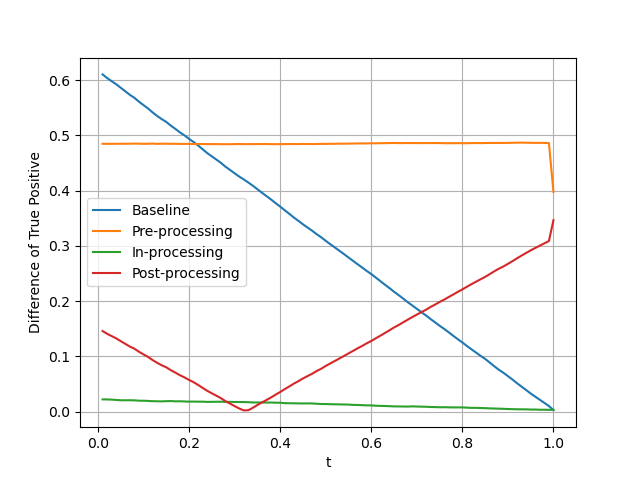 Difference of True Positive
0.6
0.5
0.4
0.3
0.2
0.1
0.0
Baseline
Pre-processing
In-processing
Post-processing
0.0 0.2 0.4 0.6 0.8 1.0
t